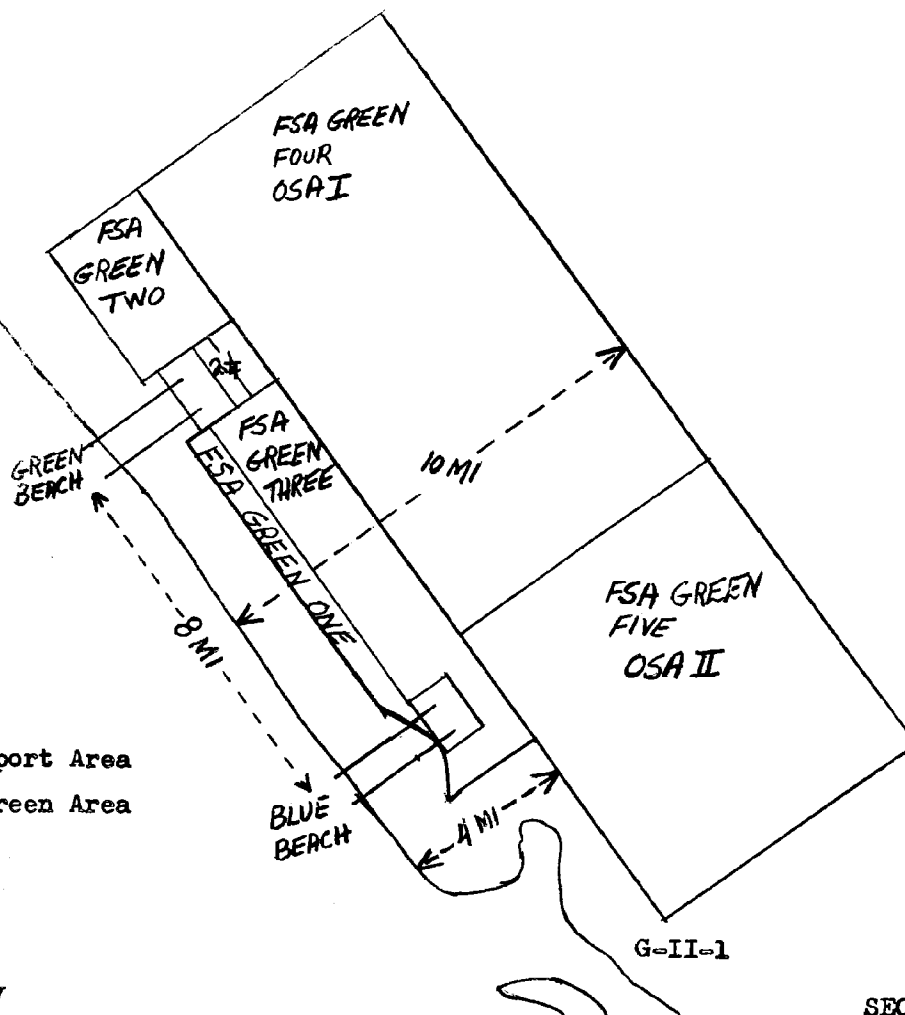 FSA GREEN
FOUR
OSA I
FSA
GREEN
TWO
FSA
GREEN
THREE
FSA GREEN ONE
GREEN
BEACH
10 MI
8 MI
FSA GREEN
FIVE
OSA II
port Area
reen Area
BLUE
BEACH
4 MI
G-II-1
SEC